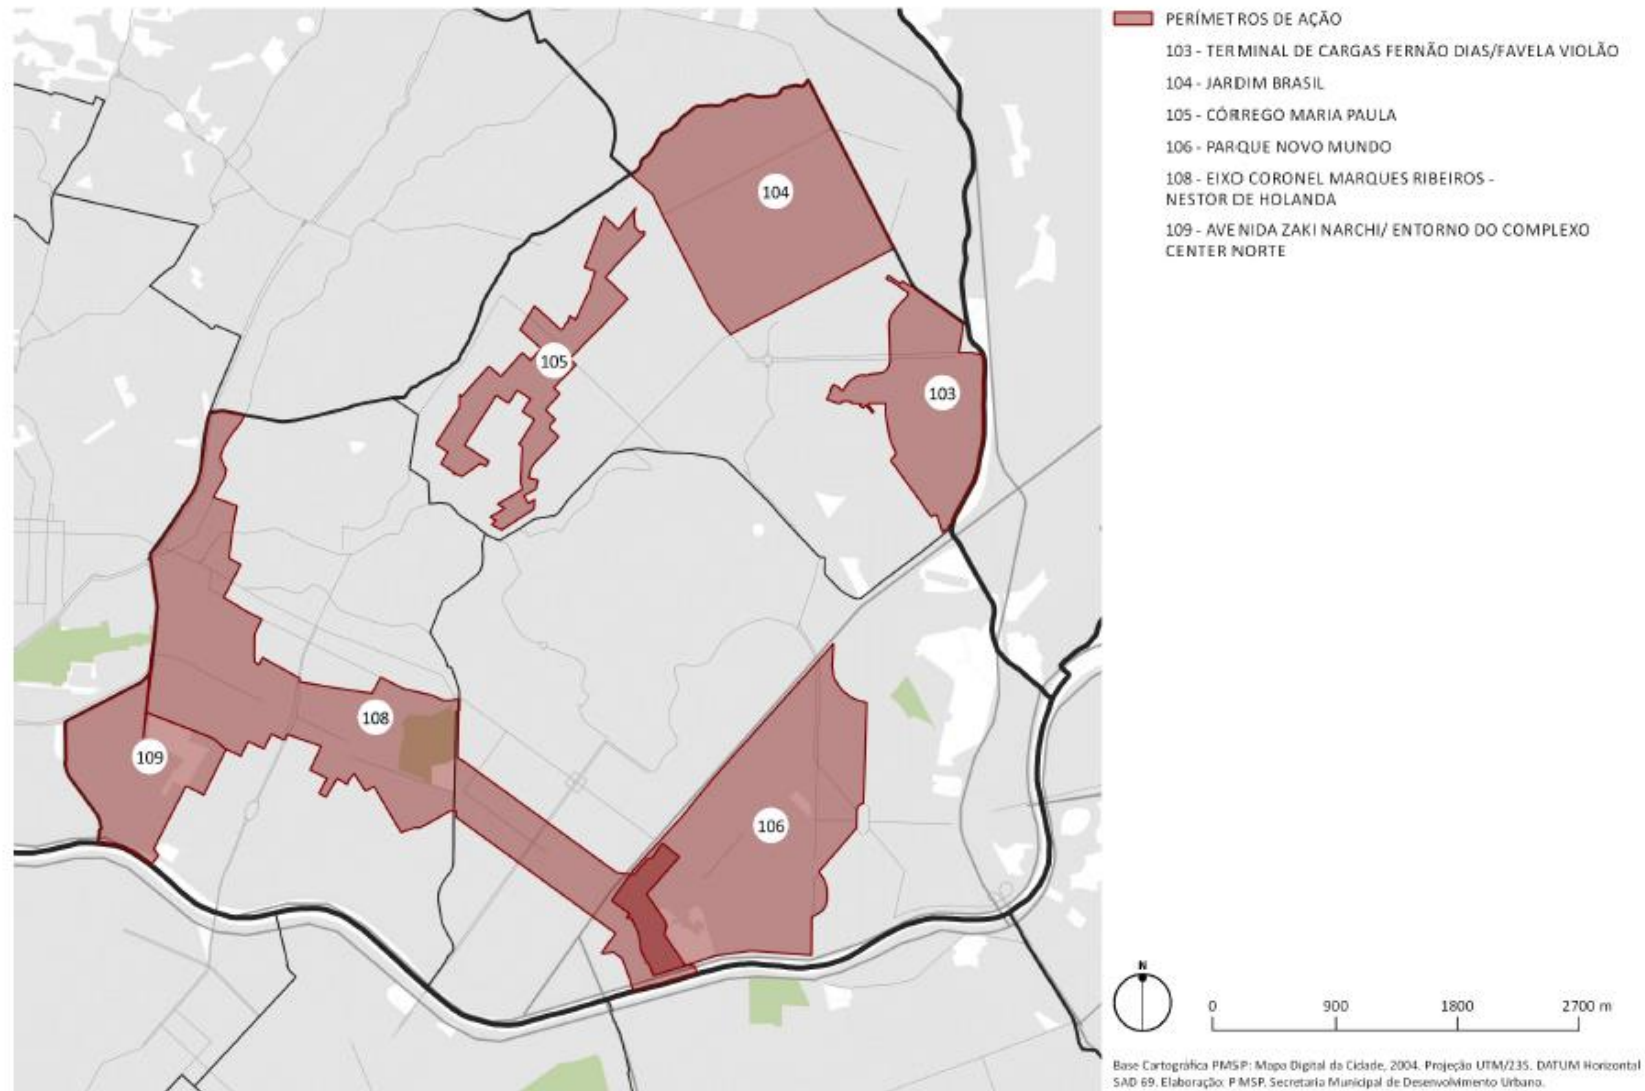 PERÍMETROS DE AÇÃO
103 - TERMINAL DE CARGAS FERNÃO DIAS/FAVELA VIOLÃO
104 - JARDIM BRASIL
105 - CÓRREGO MARIA PAULA
106 - PARQUE NOVO MUNDO
108 - EIXO CORONEL MARQUES RIBEIROS -
NESTOR DE HOLANDA
109 - AVENIDA ZAKI NARCHI/ ENTORNO DO COMPLEXO
CENTER NORTE
104
105
103
108
109
106
N
0 900 1800 2700 m
Base Cartográfica PMSP: Mapa Digital da Cidade, 2004. Projeção UTM/23S. DATUM Horizontal
SAD 69. Elaboração: PMSP. Secretaria Municipal de Desenvolvimento Urbano.